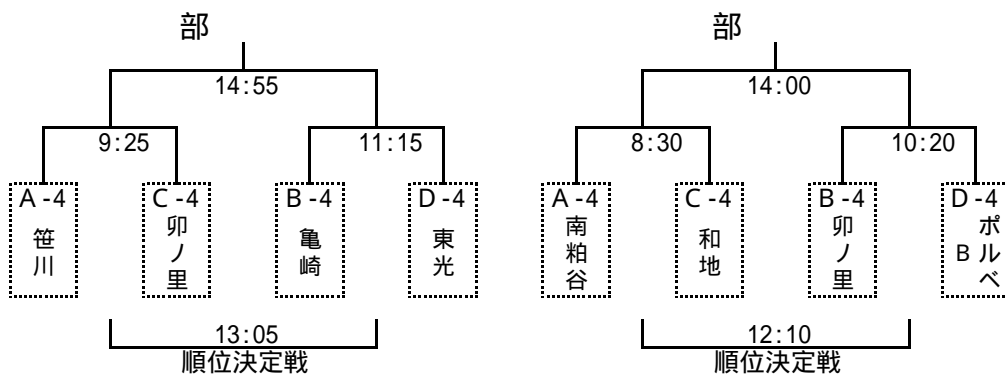 部 部
14:55 14:00
9:25 11:15 8:30 10:20
A-4 C-4 B-4 D-4 A-4 C-4 B-4 D-4
笹川 卯ノ里 亀崎 東光 南粕谷 和地 卯ノ里 ポルベB
13:05 12:10
順位決定戦 順位決定戦